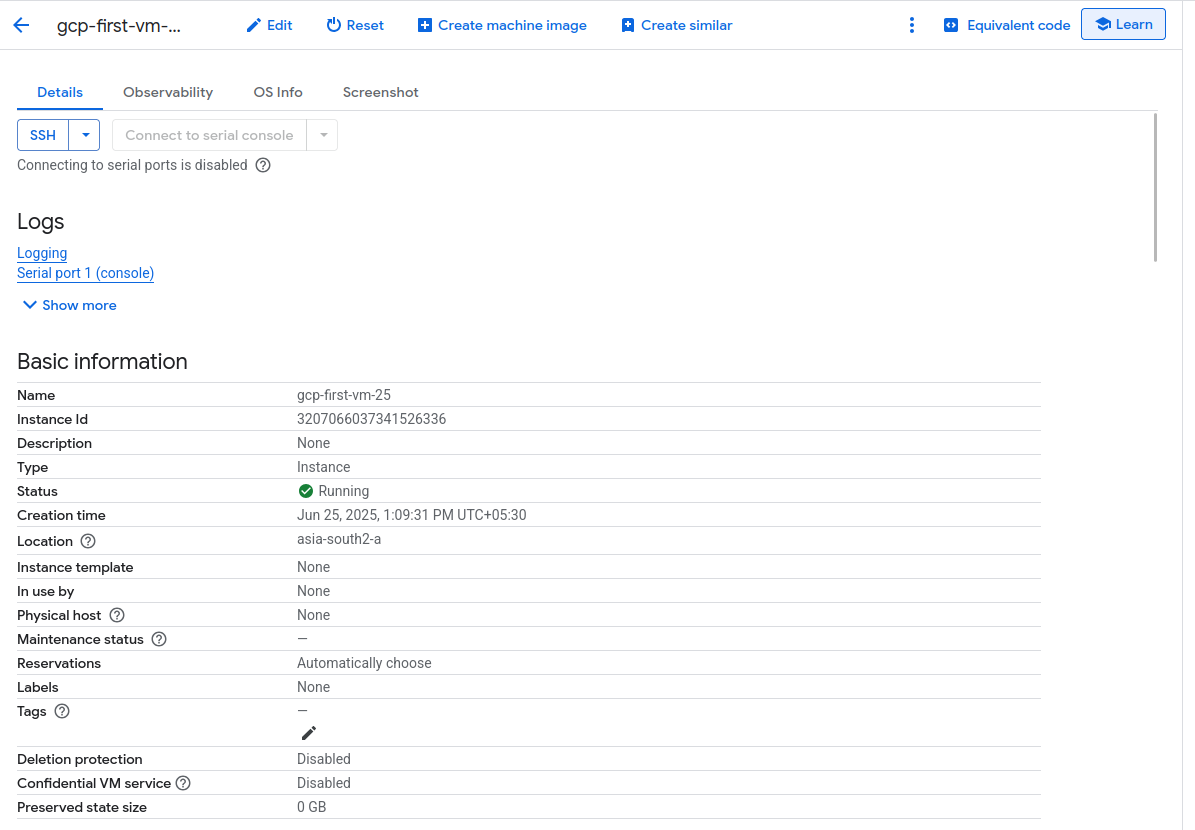 gcp-first-vm-... Edit Reset Create machine image Create similar Equivalent code Learn
Details Observability OS Info Screenshot
SSH Connect to serial console
Connecting to serial ports is disabled
Logs
Logging
Serial port 1 (console)
Show more
Basic information
Name gcp-first-vm-25
Instance Id 3207066037341526336
Description None
Type Instance
Status Running
Creation time Jun 25, 2025, 1:09:31 PM UTC+05:30
Location asia-south2-a
Instance template None
In use by None
Physical host None
Maintenance status —
Reservations Automatically choose
Labels None
Tags —
Deletion protection Disabled
Confidential VM service Disabled
Preserved state size 0 GB